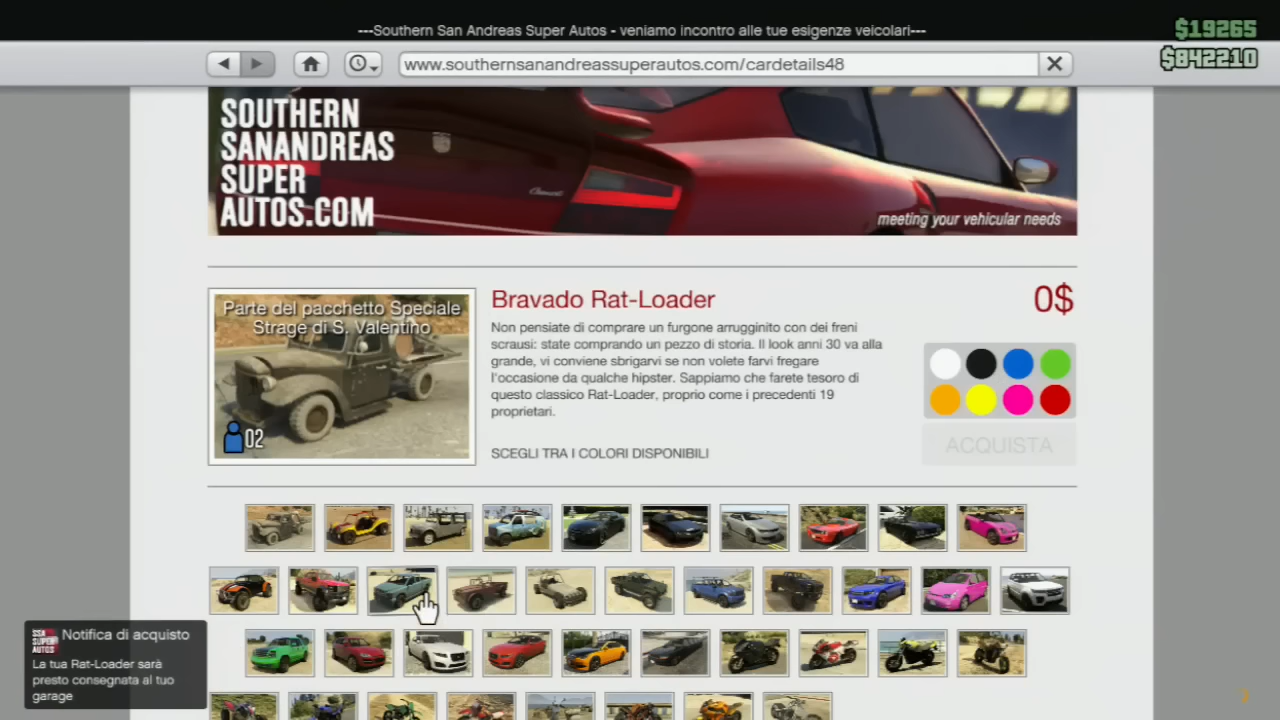 ---Southern San Andreas Super Autos - veniamo incontro alle tue esigenze veicolari---
$19265
$842210
www.southernsanandreassuperautos.com/cardetails48
SOUTHERN
SANANDREAS
SUPER
AUTOS.COM
meeting your vehicular needs
Parte del pacchetto Speciale
Strage di S. Valentino
02
Bravado Rat-Loader
0$
Non pensiate di comprare un furgone arrugginito con dei freni
scrausi: state comprando un pezzo di storia. Il look anni 30 va alla
grande, vi conviene sbrigarvi se non volete farvi fregare
l'occasione da qualche hipster. Sappiamo che farete tesoro di
questo classico Rat-Loader, proprio come i precedenti 19
proprietari.
SCEGLI TRA I COLORI DISPONIBILI
ACQUISTA
SSA
SUPER
AUTOS
Notifica di acquisto
La tua Rat-Loader sarà
presto consegnata al tuo
garage